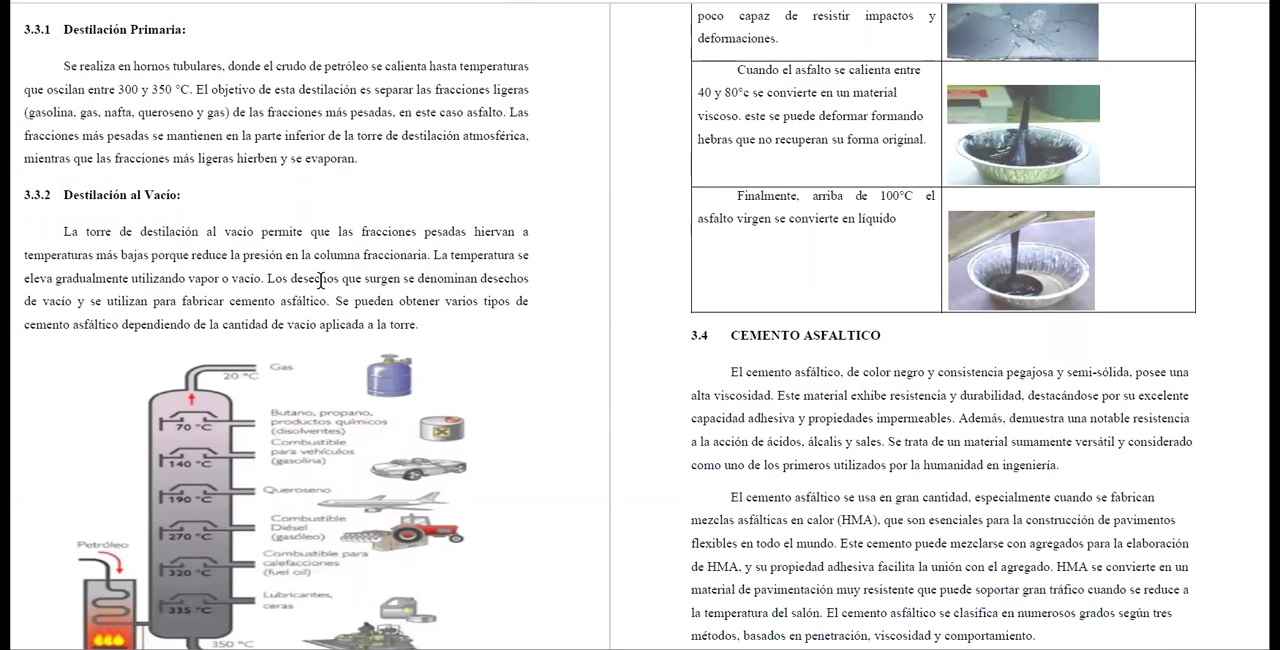 3.3.1 Destilación Primaria:
Se realiza en hornos tubulares, donde el crudo de petróleo se calienta hasta temperaturas
que oscilan entre 300 y 350 °C. El objetivo de esta destilación es separar las fracciones ligeras
(gasolina, gas, nafta, queroseno y gas) de las fracciones más pesadas, en este caso asfalto. Las
fracciones más pesadas se mantienen en la parte inferior de la torre de destilación atmosférica,
mientras que las fracciones más ligeras hierben y se evaporan.
3.3.2 Destilación al Vacío:
La torre de destilación al vacío permite que las fracciones pesadas hiervan a
temperaturas más bajas porque reduce la presión en la columna fraccionaria. La temperatura se
eleva gradualmente utilizando vapor o vacío. Los desechos que surgen se denominan desechos
de vacío y se utilizan para fabricar cemento asfáltico. Se pueden obtener varios tipos de
cemento asfáltico dependiendo de la cantidad de vacío aplicada a la torre.
Gas
20 °C
Butano, propano,
productos químicos
(disolventes)
70 °C
Combustible
para vehículos
(gasolina)
140 °C
Queroseno
190 °C
Combustible
Diésel
(gasóleo)
270 °C
Petróleo
Combustible para
calefacciones
(fuel oil)
320 °C
Lubricantes,
ceras
335 °C
350 °C
poco capaz de resistir impactos y
deformaciones.
Cuando el asfalto se calienta entre
40 y 80°c se convierte en un material
viscoso. este se puede deformar formando
hebras que no recuperan su forma original.
Finalmente, arriba de 100°C el
asfalto virgen se convierte en líquido
3.4 CEMENTO ASFALTICO
El cemento asfáltico, de color negro y consistencia pegajosa y semi-sólida, posee una
alta viscosidad. Este material exhibe resistencia y durabilidad, destacándose por su excelente
capacidad adhesiva y propiedades impermeables. Además, demuestra una notable resistencia
a la acción de ácidos, álcalis y sales. Se trata de un material sumamente versátil y considerado
como uno de los primeros utilizados por la humanidad en ingeniería.
El cemento asfáltico se usa en gran cantidad, especialmente cuando se fabrican
mezclas asfálticas en calor (HMA), que son esenciales para la construcción de pavimentos
flexibles en todo el mundo. Este cemento puede mezclarse con agregados para la elaboración
de HMA, y su propiedad adhesiva facilita la unión con el agregado. HMA se convierte en un
material de pavimentación muy resistente que puede soportar gran tráfico cuando se reduce a
la temperatura del salón. El cemento asfáltico se clasifica en numerosos grados según tres
métodos, basados en penetración, viscosidad y comportamiento.